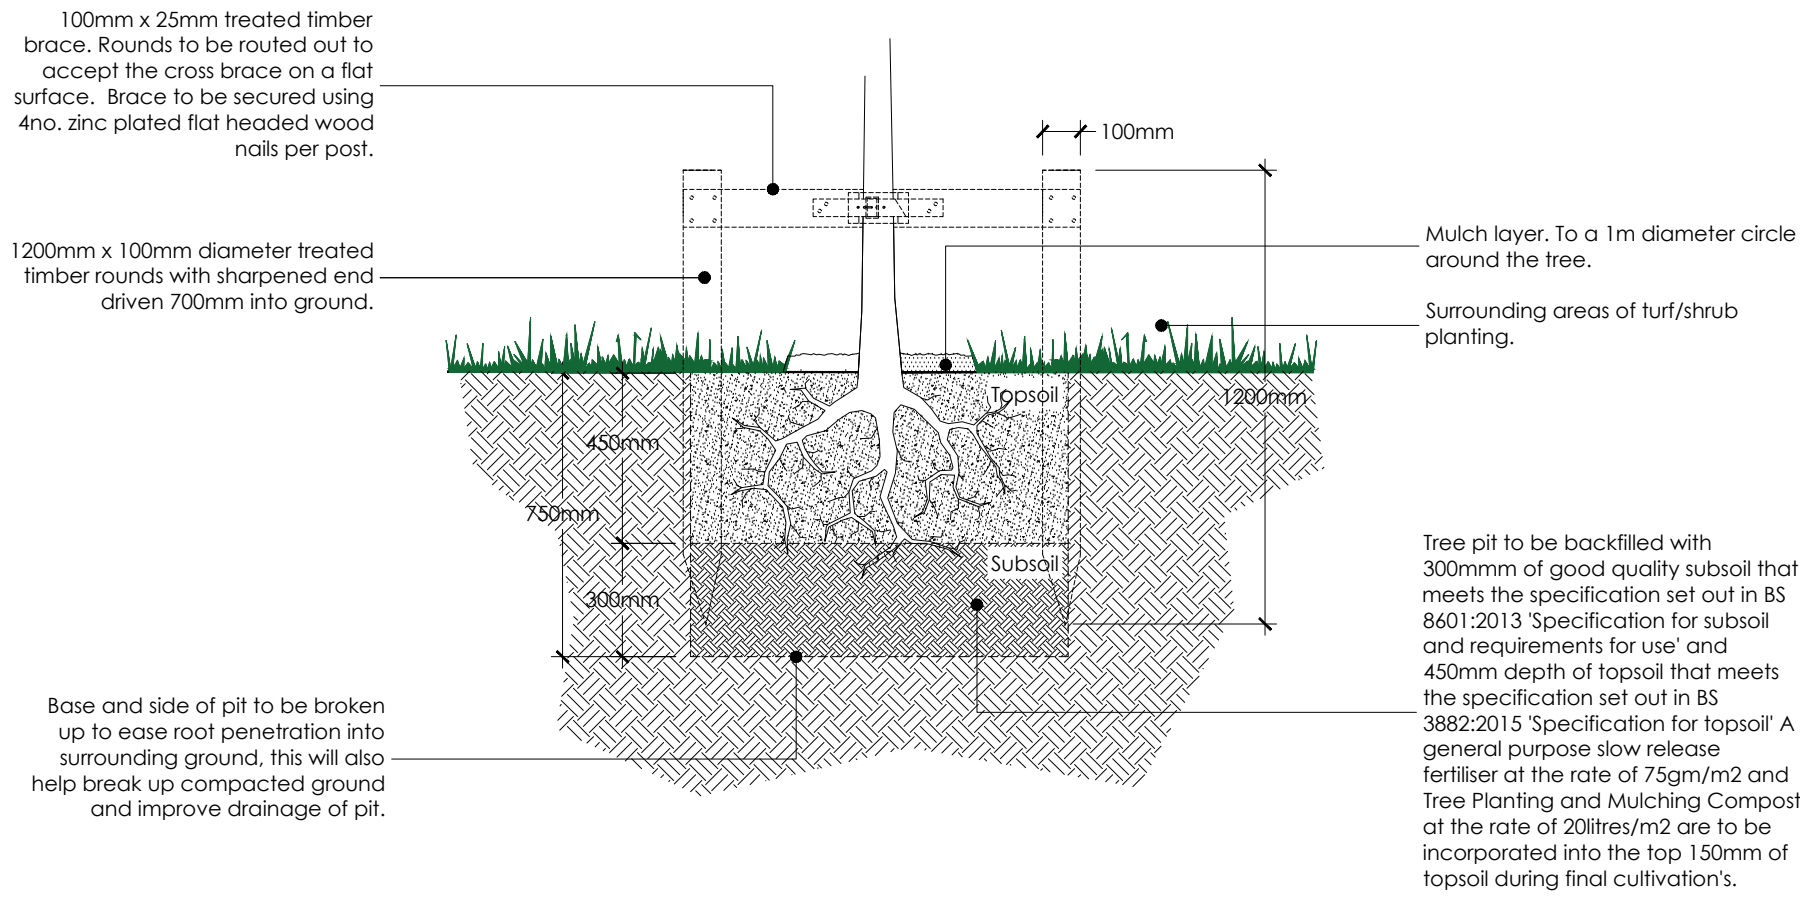 100mm x 25mm treated timber
brace. Rounds to be routed out to
accept the cross brace on a flat
surface.  Brace to be secured using
4no. zinc plated flat headed wood
nails per post.
100mm
1200mm x 100mm diameter treated
timber rounds with sharpened end
driven 700mm into ground.
Mulch layer. To a 1m diameter circle
around the tree.
Surrounding areas of turf/shrub
planting.
Topsoil
1200mm
450mm
750mm
Subsoil
300mm
Tree pit to be backfilled with
300mmm of good quality subsoil that
meets the specification set out in BS
8601:2013 'Specification for subsoil
and requirements for use' and
450mm depth of topsoil that meets
the specification set out in BS
3882:2015 'Specification for topsoil' A
general purpose slow release
fertiliser at the rate of 75gm/m2 and
Tree Planting and Mulching Compost
at the rate of 20litres/m2 are to be
incorporated into the top 150mm of
topsoil during final cultivation's.
Base and side of pit to be broken
up to ease root penetration into
surrounding ground, this will also
help break up compacted ground
and improve drainage of pit.